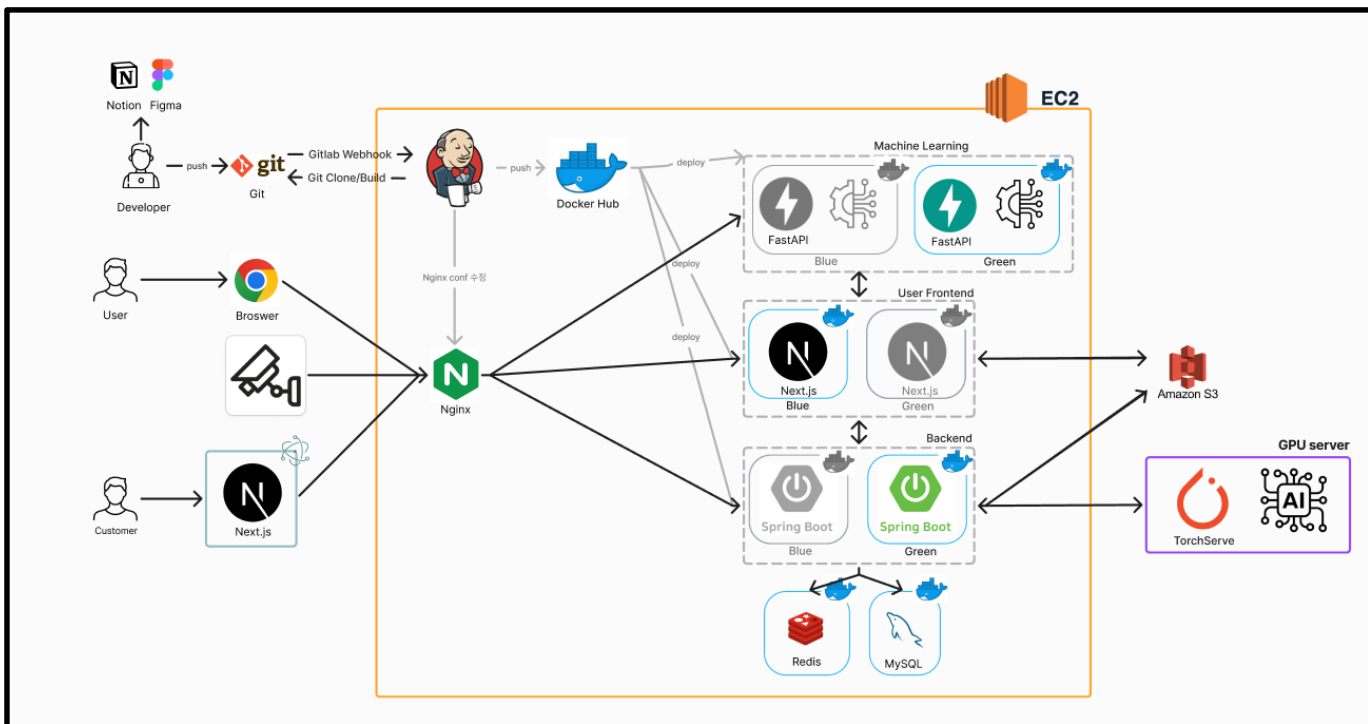 EC2
Notion
Figma
Machine Learning
git
Gitlab Webhook
Git Clone/Build
push
push
deploy
Git
Docker Hub
Developer
FastAPI
FastAPI
Blue
Green
deploy
Nginx conf 수정
User Frontend
User
Broswer
deploy
N
Nginx
Next.js
Next.js
Blue
Green
Amazon S3
Backend
GPU server
Customer
Next.js
Spring Boot
Spring Boot
Blue
Green
AI
TorchServe
Redis
MySQL